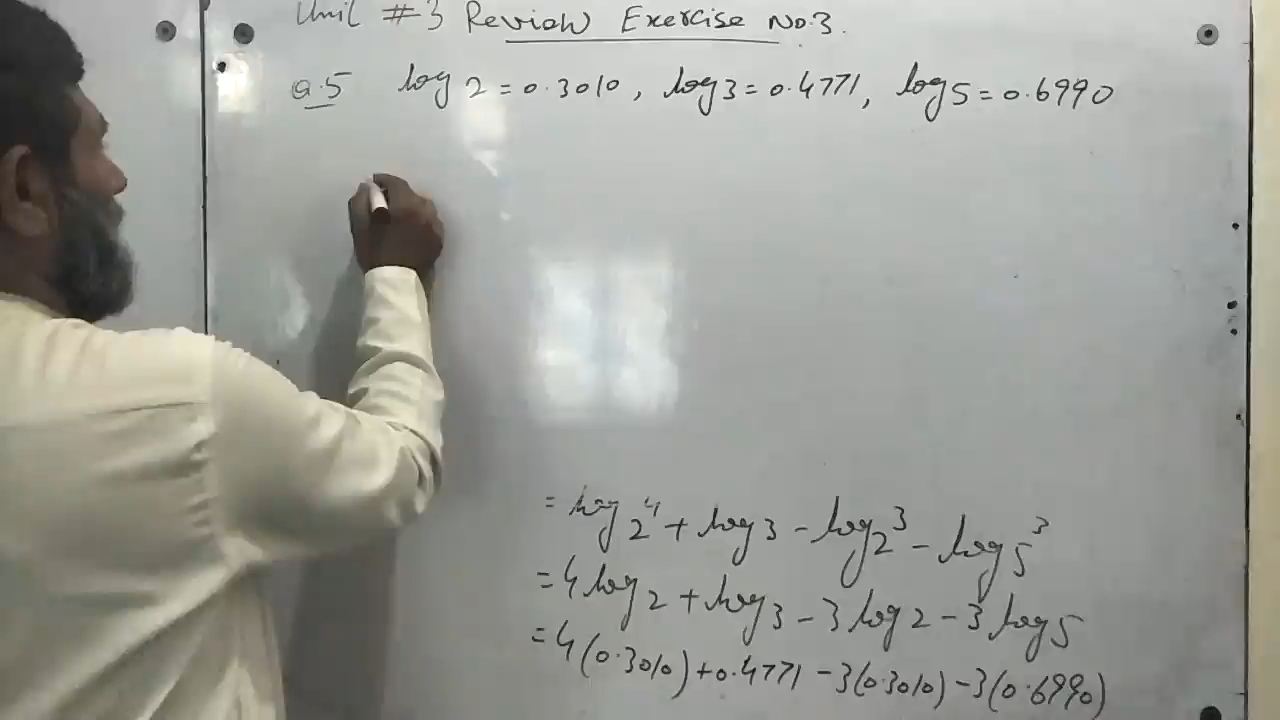 Unit #3 Review Exercise No.3.
Q.5 log 2 = 0.3010, log 3 = 0.4771, log 5 = 0.6990
= log 2⁴ + log 3 - log 2³ - log 5³
= 4 log 2 + log 3 - 3 log 2 - 3 log 5
= 4(0.3010) + 0.4771 - 3(0.3010) - 3(0.6990)